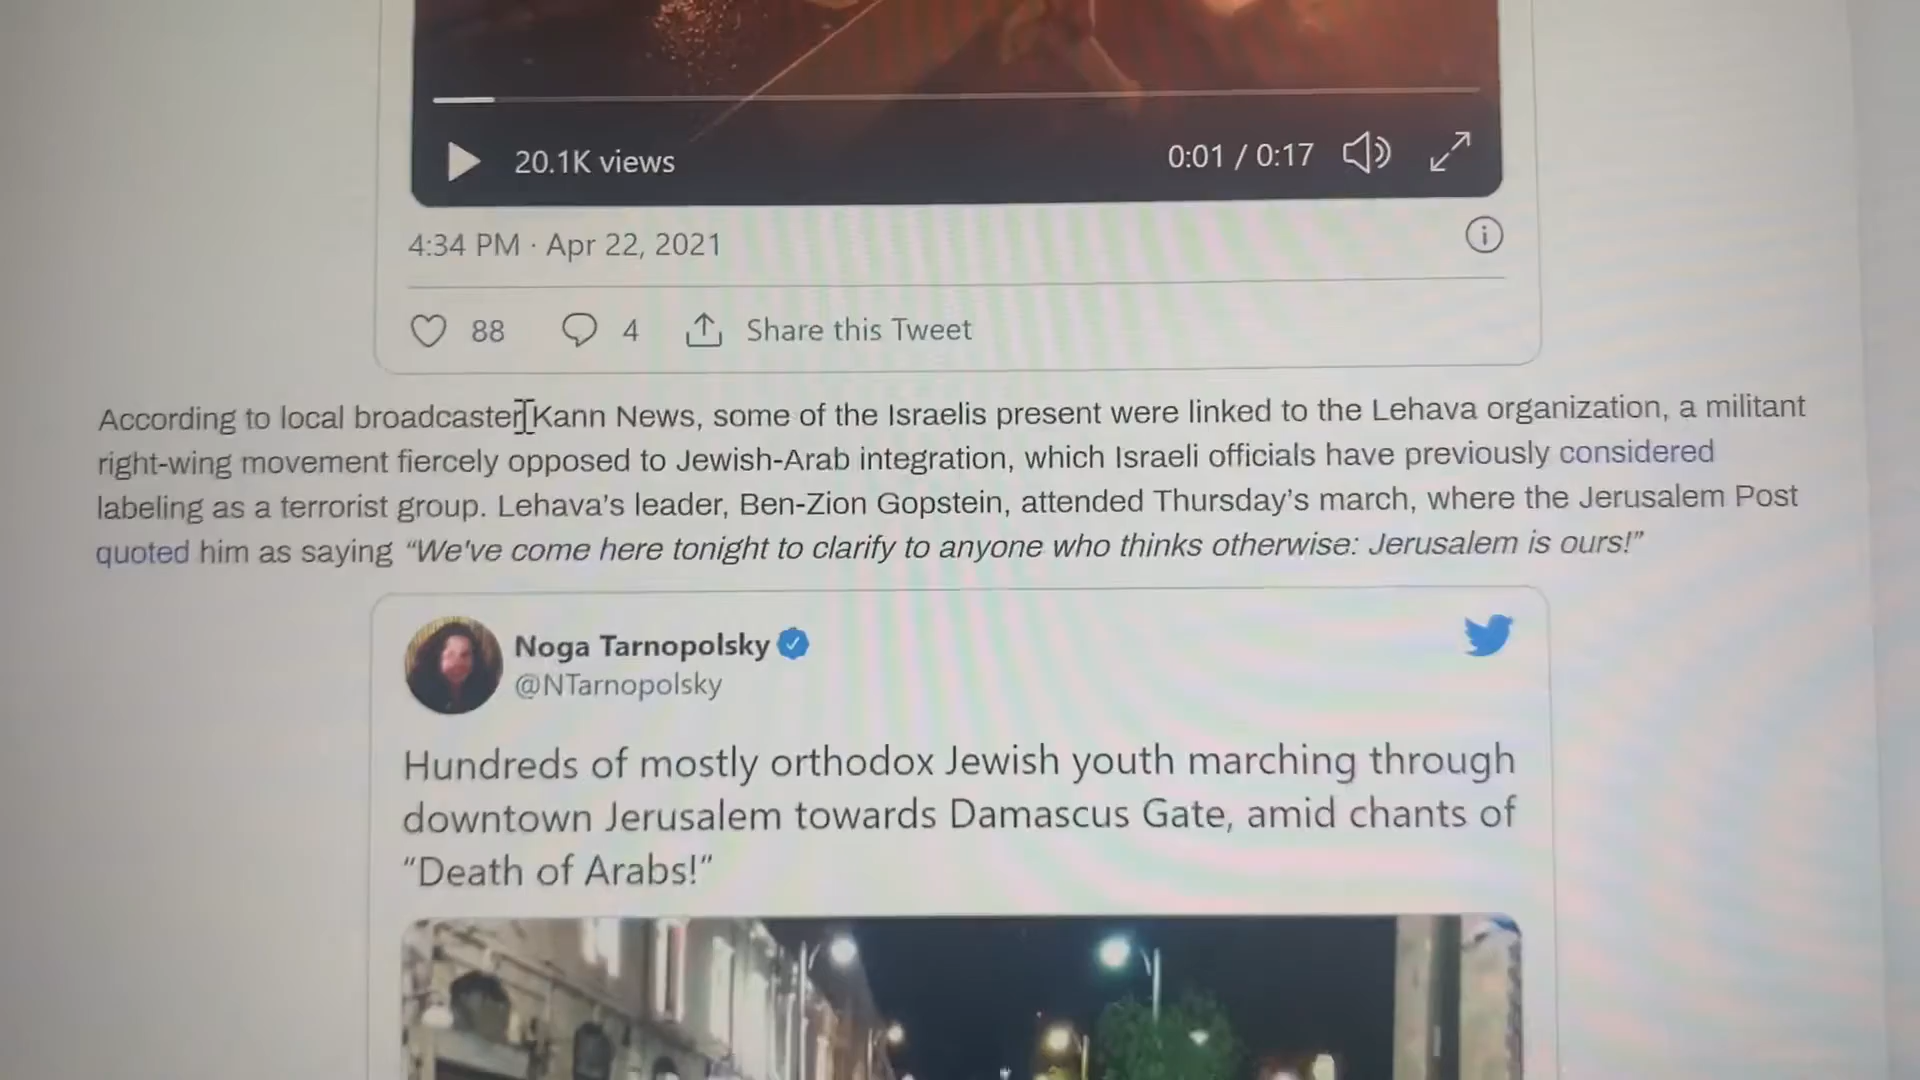 20.1K views
0:01 / 0:17
4:34 PM · Apr 22, 2021
88
4
Share this Tweet
According to local broadcaster Kann News, some of the Israelis present were linked to the Lehava organization, a militant
right-wing movement fiercely opposed to Jewish-Arab integration, which Israeli officials have previously considered
labeling as a terrorist group. Lehava's leader, Ben-Zion Gopstein, attended Thursday's march, where the Jerusalem Post
quoted him as saying “We've come here tonight to clarify to anyone who thinks otherwise: Jerusalem is ours!”
Noga Tarnopolsky
@NTarnopolsky
Hundreds of mostly orthodox Jewish youth marching through
downtown Jerusalem towards Damascus Gate, amid chants of
“Death of Arabs!“